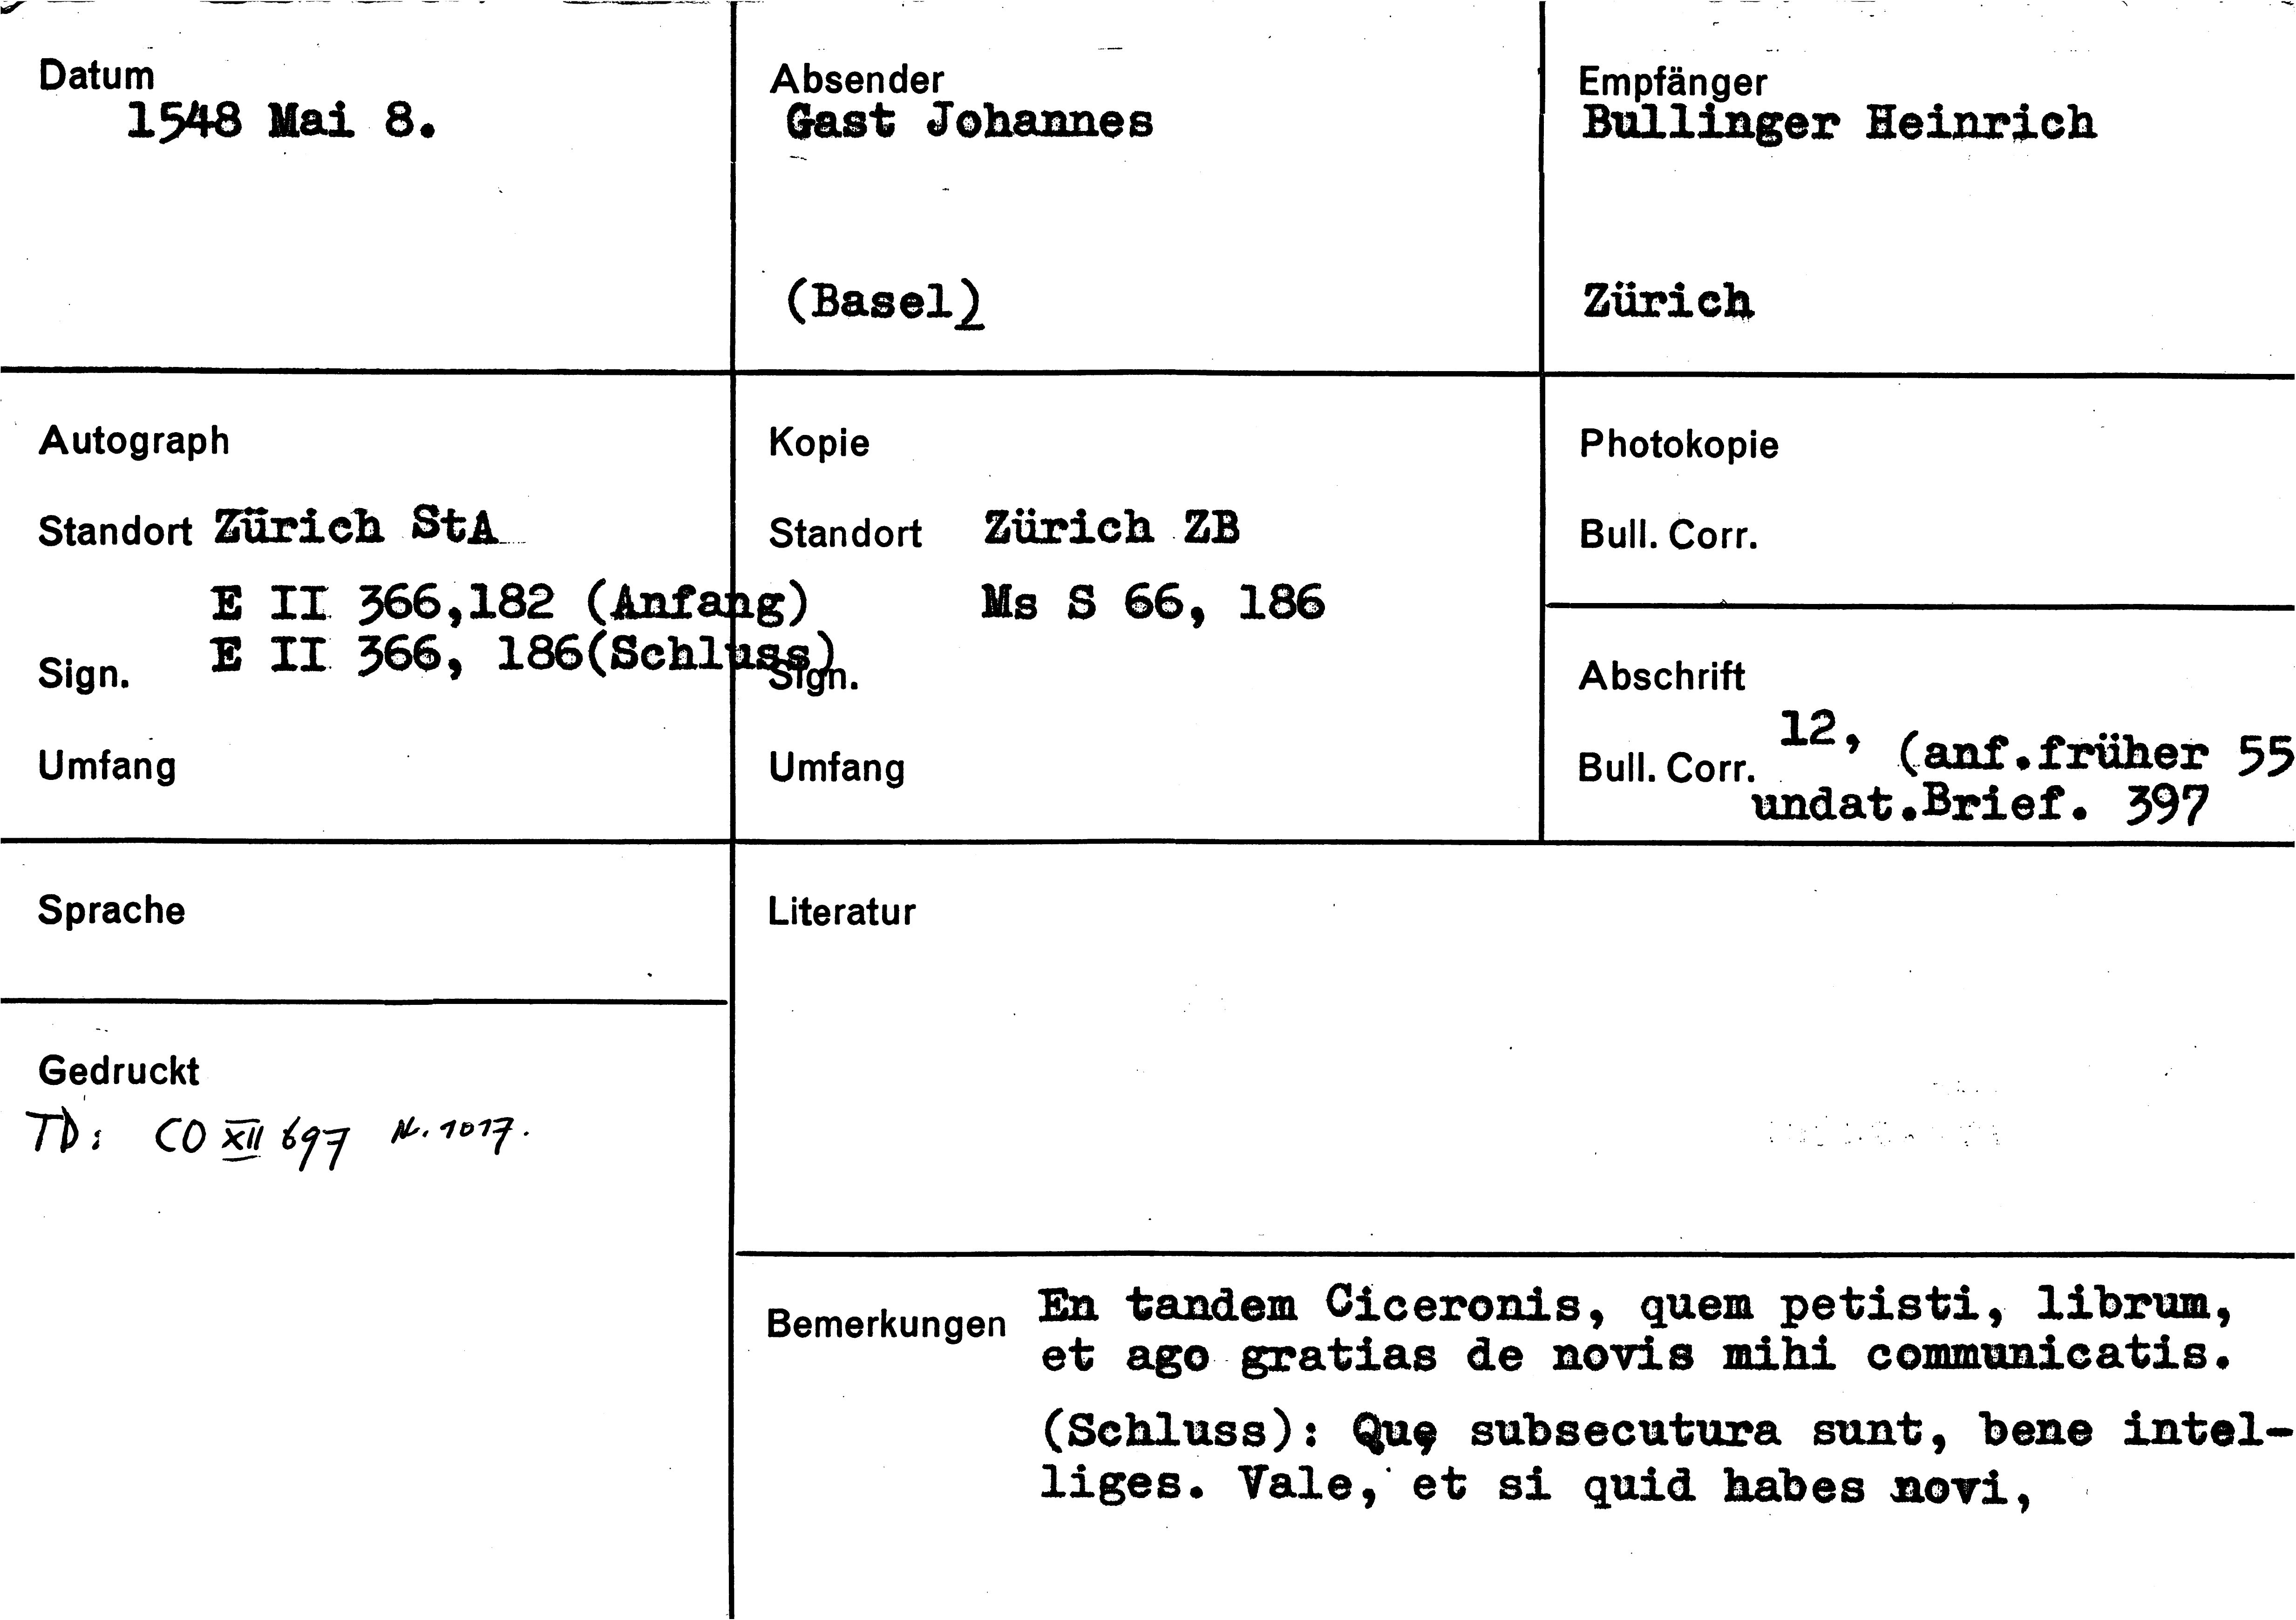 Datum
1548 Mai 8.
Absender
Gast Johannes
(Basel)
Empfänger
Bullinger Heinrich
Zürich
Autograph
Standort Zürich StA
E II 366,182 (Anfang)
Sign. E II 366, 186(Schluss)
Umfang
Kopie
Standort Zürich ZB
Ms S 66, 186
Sign.
Umfang
Photokopie
Bull. Corr.
Abschrift
12,
Bull. Corr. (anf.früher 55
undat.Brief. 397
Sprache
Literatur
Gedruckt
TD: CO XII 697 N. 1017.
Bemerkungen En tandem Ciceronis, quem petisti, librum,
et ago gratias de novis mihi communicatis.
(Schluss): Quę subsecutura sunt, bene intel-
liges. Vale, et si quid habes novi,